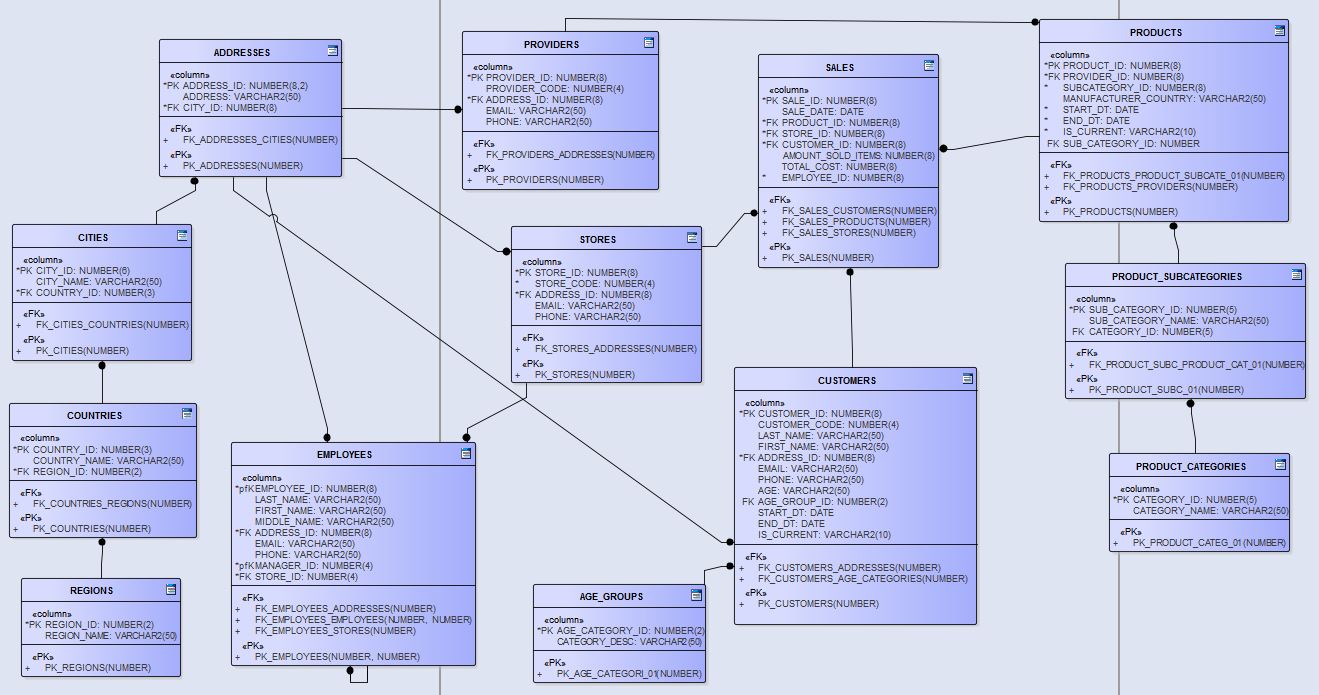 ADDRESSES
«column»
*PK ADDRESS_ID: NUMBER(8,2)
ADDRESS: VARCHAR2(50)
*FK CITY_ID: NUMBER(8)
«FK»
+ FK_ADDRESSES_CITIES(NUMBER)
«PK»
+ PK_ADDRESSES(NUMBER)
PROVIDERS
«column»
*PK PROVIDER_ID: NUMBER(8)
PROVIDER_CODE: NUMBER(4)
*FK ADDRESS_ID: NUMBER(8)
EMAIL: VARCHAR2(50)
PHONE: VARCHAR2(50)
«FK»
+ FK_PROVIDERS_ADDRESSES(NUMBER)
«PK»
+ PK_PROVIDERS(NUMBER)
SALES
«column»
*PK SALE_ID: NUMBER(8)
SALE_DATE: DATE
*FK PRODUCT_ID: NUMBER(8)
*FK STORE_ID: NUMBER(8)
*FK CUSTOMER_ID: NUMBER(8)
AMOUNT_SOLD_ITEMS: NUMBER(8)
TOTAL_COST: NUMBER(8)
* EMPLOYEE_ID: NUMBER(8)
«FK»
+ FK_SALES_CUSTOMERS(NUMBER)
+ FK_SALES_PRODUCTS(NUMBER)
+ FK_SALES_STORES(NUMBER)
«PK»
+ PK_SALES(NUMBER)
PRODUCTS
«column»
*PK PRODUCT_ID: NUMBER(8)
*FK PROVIDER_ID: NUMBER(8)
* SUBCATEGORY_ID: NUMBER(8)
MANUFACTURER_COUNTRY: VARCHAR2(50)
* START_DT: DATE
* END_DT: DATE
* IS_CURRENT: VARCHAR2(10)
FK SUB_CATEGORY_ID: NUMBER
«FK»
+ FK_PRODUCTS_PRODUCT_SUBCATE_01(NUMBER)
+ FK_PRODUCTS_PROVIDERS(NUMBER)
«PK»
+ PK_PRODUCTS(NUMBER)
CITIES
«column»
*PK CITY_ID: NUMBER(6)
CITY_NAME: VARCHAR2(50)
*FK COUNTRY_ID: NUMBER(3)
«FK»
+ FK_CITIES_COUNTRIES(NUMBER)
«PK»
+ PK_CITIES(NUMBER)
STORES
«column»
*PK STORE_ID: NUMBER(8)
* STORE_CODE: NUMBER(4)
*FK ADDRESS_ID: NUMBER(8)
EMAIL: VARCHAR2(50)
PHONE: VARCHAR2(50)
«FK»
+ FK_STORES_ADDRESSES(NUMBER)
«PK»
+ PK_STORES(NUMBER)
PRODUCT_SUBCATEGORIES
«column»
*PK SUB_CATEGORY_ID: NUMBER(5)
SUB_CATEGORY_NAME: VARCHAR2(50)
FK CATEGORY_ID: NUMBER(5)
«FK»
+ FK_PRODUCT_SUBC_PRODUCT_CAT_01(NUMBER)
«PK»
+ PK_PRODUCT_SUBC_01(NUMBER)
COUNTRIES
«column»
*PK COUNTRY_ID: NUMBER(3)
COUNTRY_NAME: VARCHAR2(50)
*FK REGION_ID: NUMBER(2)
«FK»
+ FK_COUNTRIES_REGIONS(NUMBER)
«PK»
+ PK_COUNTRIES(NUMBER)
EMPLOYEES
«column»
*pfK EMPLOYEE_ID: NUMBER(8)
LAST_NAME: VARCHAR2(50)
FIRST_NAME: VARCHAR2(50)
MIDDLE_NAME: VARCHAR2(50)
*FK ADDRESS_ID: NUMBER(8)
EMAIL: VARCHAR2(50)
PHONE: VARCHAR2(50)
*pfK MANAGER_ID: NUMBER(4)
*FK STORE_ID: NUMBER(4)
«FK»
+ FK_EMPLOYEES_ADDRESSES(NUMBER)
+ FK_EMPLOYEES_EMPLOYEES(NUMBER, NUMBER)
+ FK_EMPLOYEES_STORES(NUMBER)
«PK»
+ PK_EMPLOYEES(NUMBER, NUMBER)
CUSTOMERS
«column»
*PK CUSTOMER_ID: NUMBER(8)
CUSTOMER_CODE: NUMBER(4)
LAST_NAME: VARCHAR2(50)
FIRST_NAME: VARCHAR2(50)
*FK ADDRESS_ID: NUMBER(8)
EMAIL: VARCHAR2(50)
PHONE: VARCHAR2(50)
AGE: VARCHAR2(50)
FK AGE_GROUP_ID: NUMBER(2)
START_DT: DATE
END_DT: DATE
IS_CURRENT: VARCHAR2(10)
«FK»
+ FK_CUSTOMERS_ADDRESSES(NUMBER)
+ FK_CUSTOMERS_AGE_CATEGORIES(NUMBER)
«PK»
+ PK_CUSTOMERS(NUMBER)
PRODUCT_CATEGORIES
«column»
*PK CATEGORY_ID: NUMBER(5)
CATEGORY_NAME: VARCHAR2(50)
«PK»
+ PK_PRODUCT_CATEG_01(NUMBER)
REGIONS
«column»
*PK REGION_ID: NUMBER(2)
REGION_NAME: VARCHAR2(50)
«PK»
+ PK_REGIONS(NUMBER)
AGE_GROUPS
«column»
*PK AGE_CATEGORY_ID: NUMBER(2)
CATEGORY_DESC: VARCHAR2(50)
«PK»
+ PK_AGE_CATEGORI_01(NUMBER)